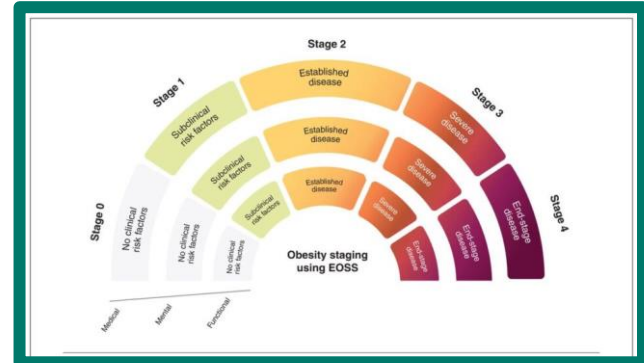 Stage 0
Stage 1
Stage 2
Stage 3
Stage 4
No clinical
risk factors
Subclinical
risk factors
Established
disease
Severe
disease
End-stage
disease
No clinical
risk factors
Subclinical
risk factors
Established
disease
Severe
disease
End-stage
disease
No clinical
risk factors
Subclinical
risk factors
Established
disease
Severe
disease
End-stage
disease
Obesity staging
using EOSS
Medical
Mental
Functional